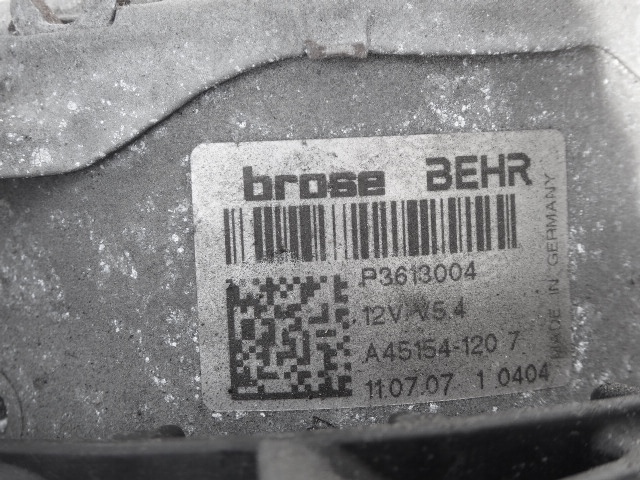 brose BEHR
P3613004
12V/V5.4
A45154-120 7
11.07.07 1 0404
MADE IN GERMANY